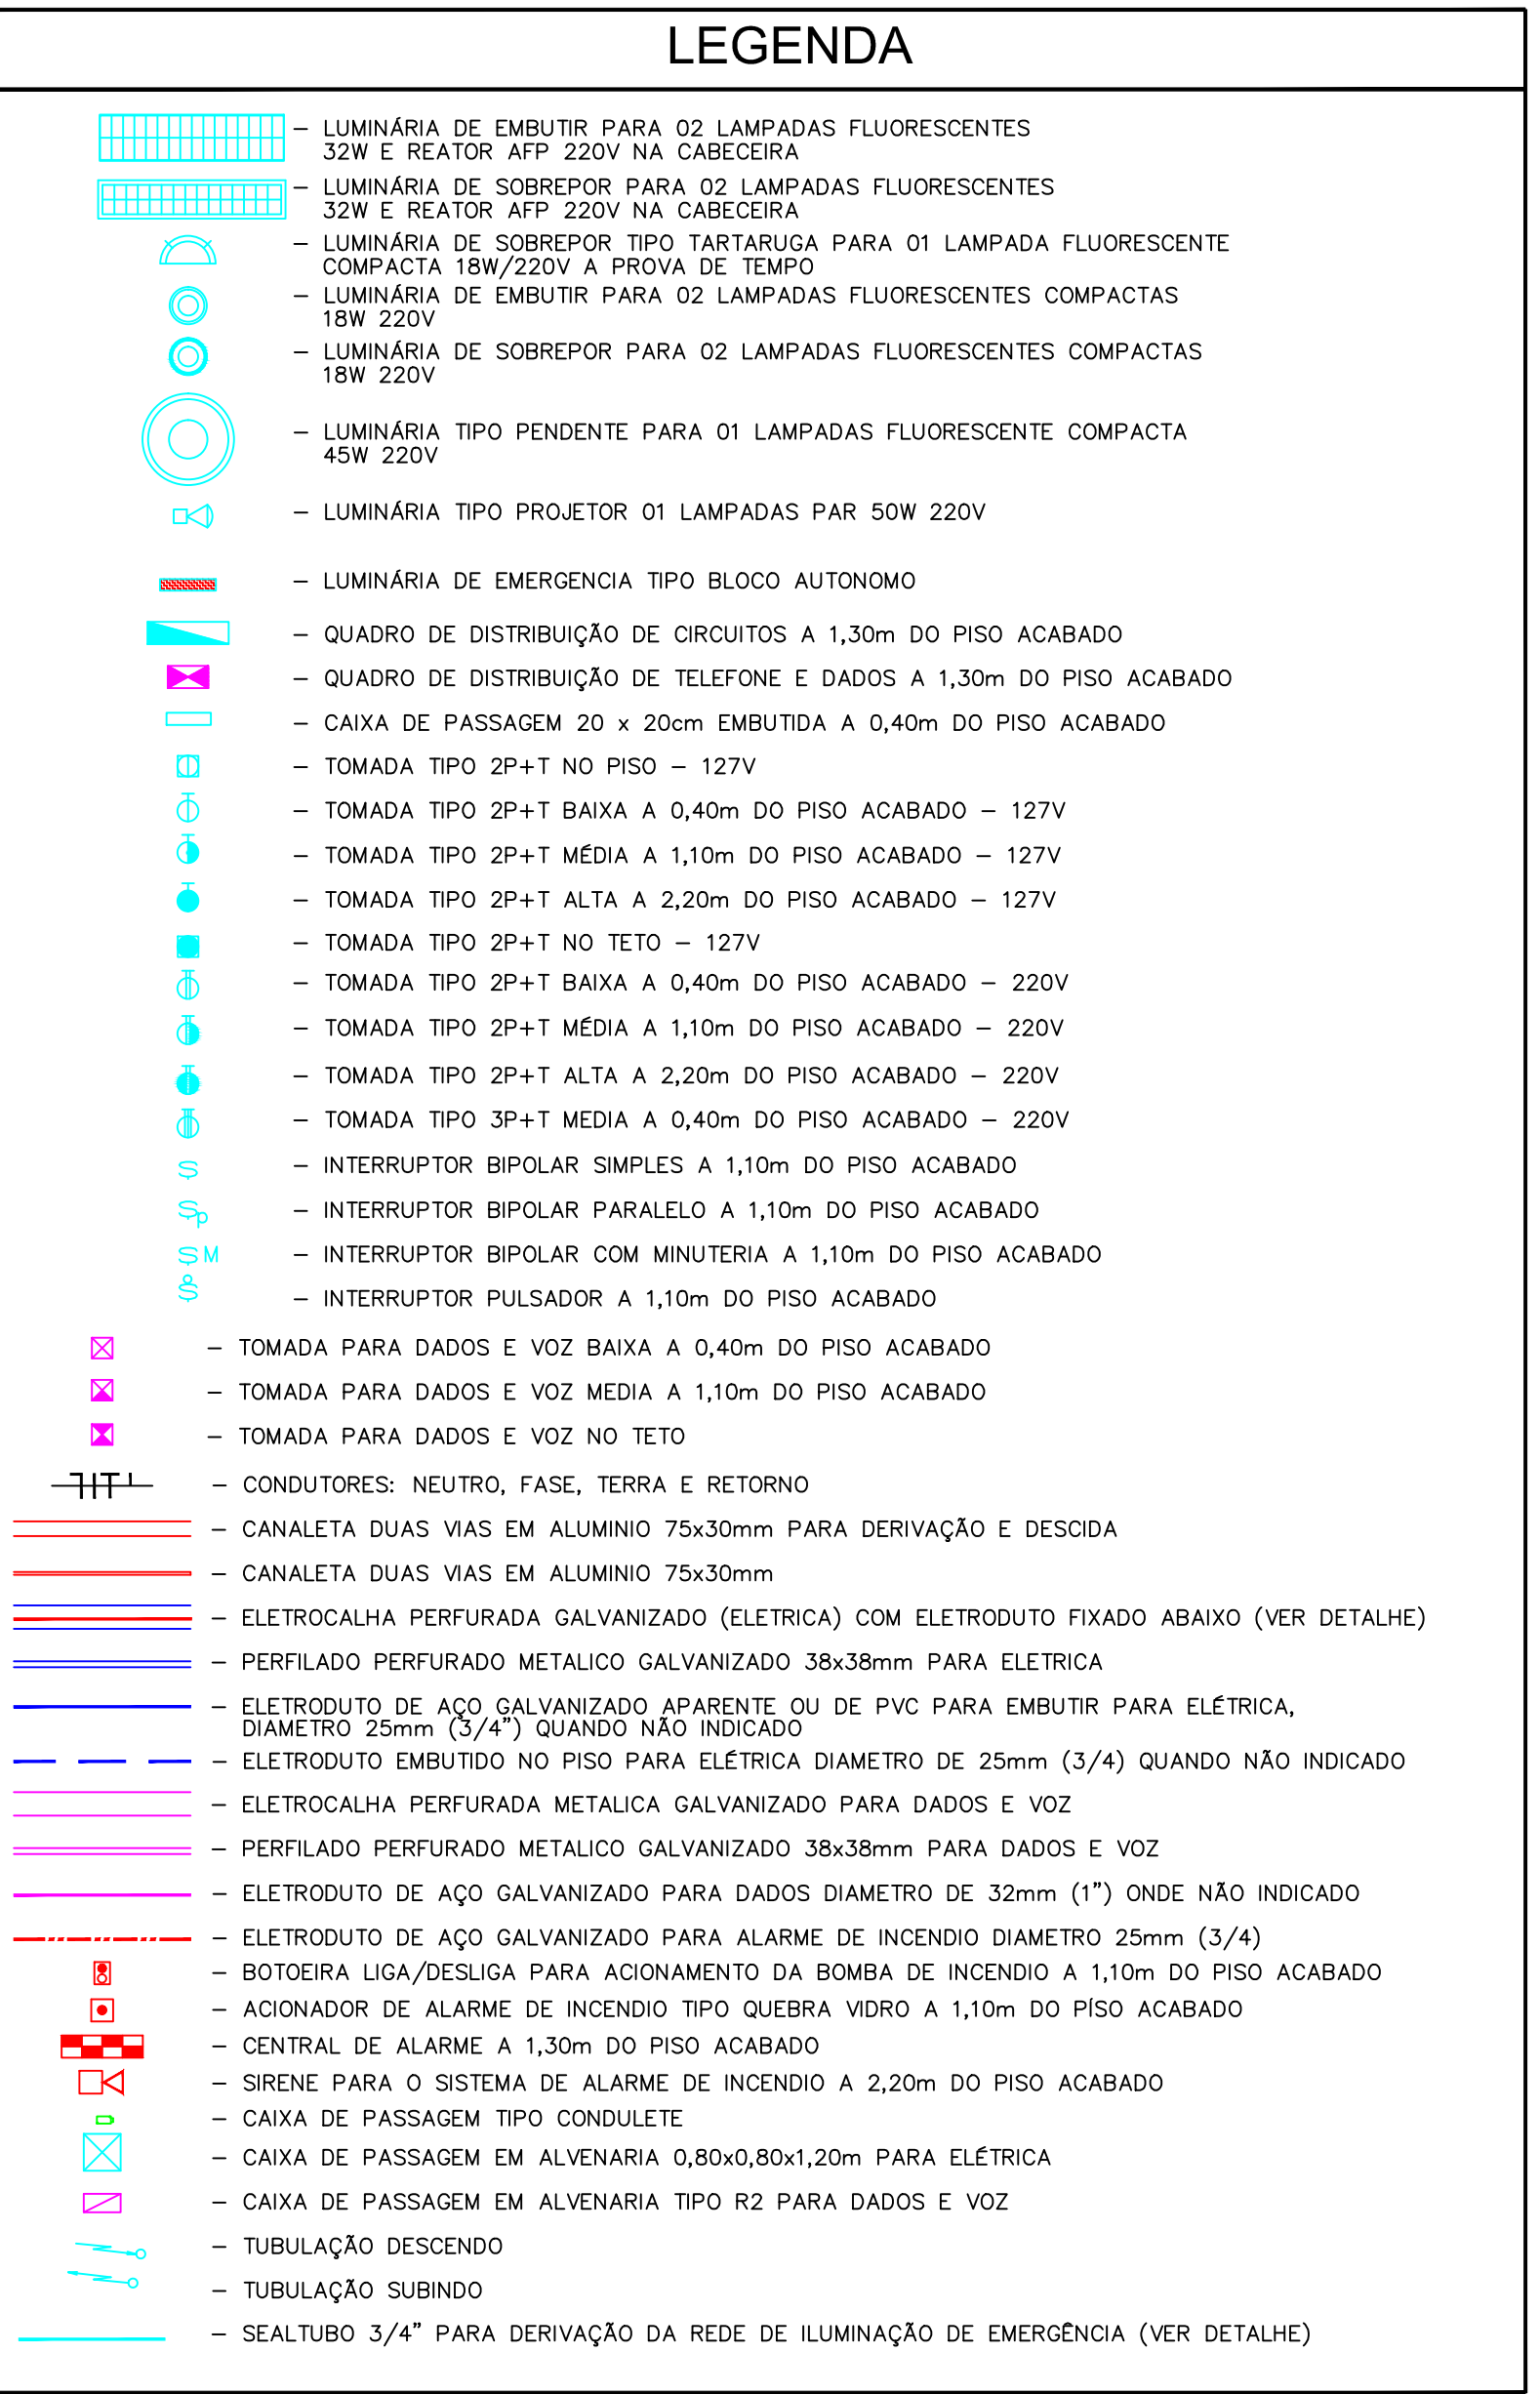 LEGENDA
– LUMINÁRIA DE EMBUTIR PARA 02 LAMPADAS FLUORESCENTES
32W E REATOR AFP 220V NA CABECEIRA
– LUMINÁRIA DE SOBREPOR PARA 02 LAMPADAS FLUORESCENTES
32W E REATOR AFP 220V NA CABECEIRA
– LUMINÁRIA DE SOBREPOR TIPO TARTARUGA PARA 01 LAMPADA FLUORESCENTE
COMPACTA 18W/220V A PROVA DE TEMPO
– LUMINÁRIA DE EMBUTIR PARA 02 LAMPADAS FLUORESCENTES COMPACTAS
18W 220V
– LUMINÁRIA DE SOBREPOR PARA 02 LAMPADAS FLUORESCENTES COMPACTAS
18W 220V
– LUMINÁRIA TIPO PENDENTE PARA 01 LAMPADAS FLUORESCENTE COMPACTA
45W 220V
– LUMINÁRIA TIPO PROJETOR 01 LAMPADAS PAR 50W 220V
– LUMINÁRIA DE EMERGENCIA TIPO BLOCO AUTONOMO
– QUADRO DE DISTRIBUIÇÃO DE CIRCUITOS A 1,30m DO PISO ACABADO
– QUADRO DE DISTRIBUIÇÃO DE TELEFONE E DADOS A 1,30m DO PISO ACABADO
– CAIXA DE PASSAGEM 20 x 20cm EMBUTIDA A 0,40m DO PISO ACABADO
– TOMADA TIPO 2P+T NO PISO – 127V
– TOMADA TIPO 2P+T BAIXA A 0,40m DO PISO ACABADO – 127V
– TOMADA TIPO 2P+T MÉDIA A 1,10m DO PISO ACABADO – 127V
– TOMADA TIPO 2P+T ALTA A 2,20m DO PISO ACABADO – 127V
– TOMADA TIPO 2P+T NO TETO – 127V
– TOMADA TIPO 2P+T BAIXA A 0,40m DO PISO ACABADO – 220V
– TOMADA TIPO 2P+T MÉDIA A 1,10m DO PISO ACABADO – 220V
– TOMADA TIPO 2P+T ALTA A 2,20m DO PISO ACABADO – 220V
– TOMADA TIPO 3P+T MEDIA A 0,40m DO PISO ACABADO – 220V
S – INTERRUPTOR BIPOLAR SIMPLES A 1,10m DO PISO ACABADO
Sp – INTERRUPTOR BIPOLAR PARALELO A 1,10m DO PISO ACABADO
S M – INTERRUPTOR BIPOLAR COM MINUTERIA A 1,10m DO PISO ACABADO
S – INTERRUPTOR PULSADOR A 1,10m DO PISO ACABADO
– TOMADA PARA DADOS E VOZ BAIXA A 0,40m DO PISO ACABADO
– TOMADA PARA DADOS E VOZ MEDIA A 1,10m DO PISO ACABADO
– TOMADA PARA DADOS E VOZ NO TETO
– CONDUTORES: NEUTRO, FASE, TERRA E RETORNO
– CANALETA DUAS VIAS EM ALUMINIO 75x30mm PARA DERIVAÇÃO E DESCIDA
– CANALETA DUAS VIAS EM ALUMINIO 75x30mm
– ELETROCALHA PERFURADA GALVANIZADO (ELETRICA) COM ELETRODUTO FIXADO ABAIXO (VER DETALHE)
– PERFILADO PERFURADO METALICO GALVANIZADO 38x38mm PARA ELETRICA
– ELETRODUTO DE AÇO GALVANIZADO APARENTE OU DE PVC PARA EMBUTIR PARA ELÉTRICA,
DIAMETRO 25mm (3/4") QUANDO NÃO INDICADO
– ELETRODUTO EMBUTIDO NO PISO PARA ELÉTRICA DIAMETRO DE 25mm (3/4) QUANDO NÃO INDICADO
– ELETROCALHA PERFURADA METALICA GALVANIZADO PARA DADOS E VOZ
– PERFILADO PERFURADO METALICO GALVANIZADO 38x38mm PARA DADOS E VOZ
– ELETRODUTO DE AÇO GALVANIZADO PARA DADOS DIAMETRO DE 32mm (1") ONDE NÃO INDICADO
– ELETRODUTO DE AÇO GALVANIZADO PARA ALARME DE INCENDIO DIAMETRO 25mm (3/4)
– BOTOEIRA LIGA/DESLIGA PARA ACIONAMENTO DA BOMBA DE INCENDIO A 1,10m DO PISO ACABADO
– ACIONADOR DE ALARME DE INCENDIO TIPO QUEBRA VIDRO A 1,10m DO PÍSO ACABADO
– CENTRAL DE ALARME A 1,30m DO PISO ACABADO
– SIRENE PARA O SISTEMA DE ALARME DE INCENDIO A 2,20m DO PISO ACABADO
– CAIXA DE PASSAGEM TIPO CONDULETE
– CAIXA DE PASSAGEM EM ALVENARIA 0,80x0,80x1,20m PARA ELÉTRICA
– CAIXA DE PASSAGEM EM ALVENARIA TIPO R2 PARA DADOS E VOZ
– TUBULAÇÃO DESCENDO
– TUBULAÇÃO SUBINDO
– SEALTUBO 3/4" PARA DERIVAÇÃO DA REDE DE ILUMINAÇÃO DE EMERGÊNCIA (VER DETALHE)